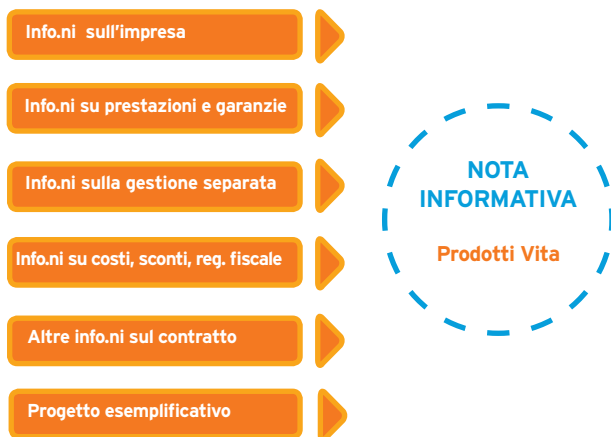 Info.ni sull'impresa
Info.ni su prestazioni e garanzie
Info.ni sulla gestione separata
Info.ni su costi, sconti, reg. fiscale
Altre info.ni sul contratto
Progetto esemplificativo
NOTA
INFORMATIVA
Prodotti Vita